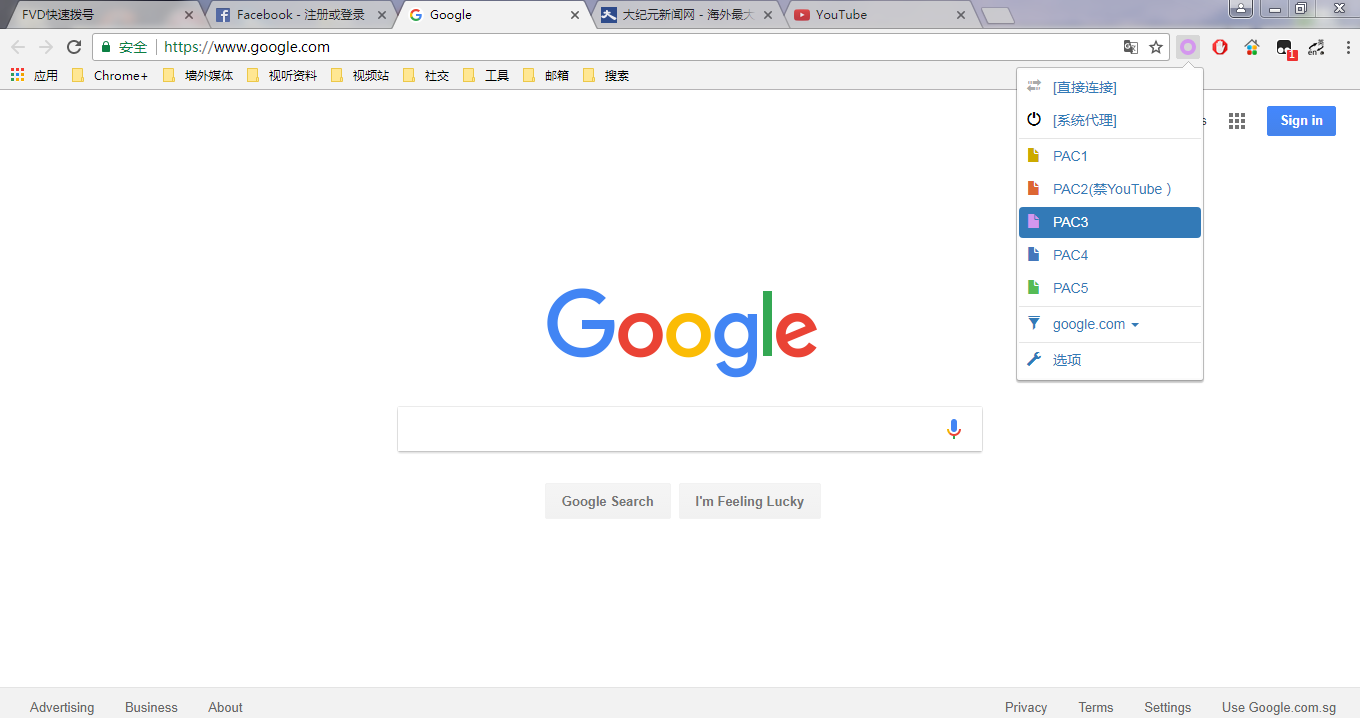 FVD快速拨号
Facebook - 注册或登录
Google
大纪元新闻网 - 海外最大
YouTube
安全
https://www.google.com
1
en
英
应用
Chrome+
墙外媒体
视听资料
视频站
社交
工具
邮箱
搜索
[直接连接]
[系统代理]
PAC1
PAC2(禁YouTube )
PAC3
PAC4
PAC5
google.com
选项
s
Sign in
Google
Google Search
I'm Feeling Lucky
Advertising
Business
About
Privacy
Terms
Settings
Use Google.com.sg